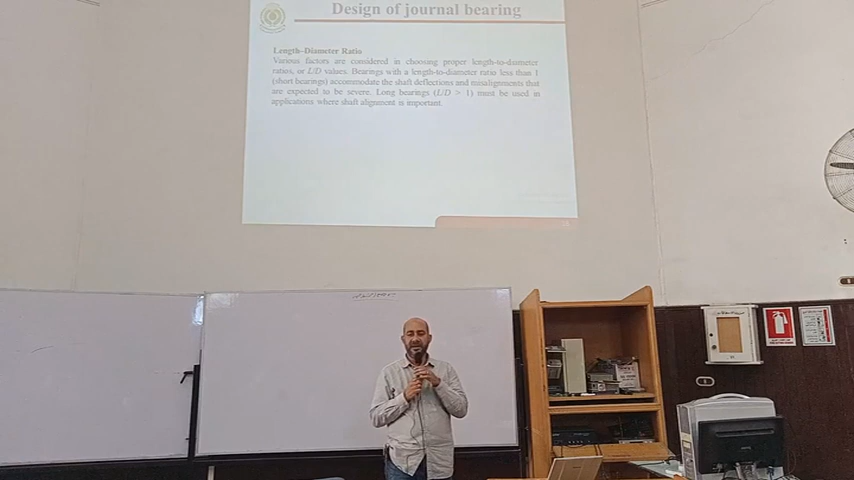 Design of journal bearing
Length–Diameter Ratio
Various factors are considered in choosing proper length-to-diameter
ratios, or L/D values. Bearings with a length-to-diameter ratio less than 1
(short bearings) accommodate the shaft deflections and misalignments that
are expected to be severe. Long bearings (L/D > 1) must be used in
applications where shaft alignment is important.